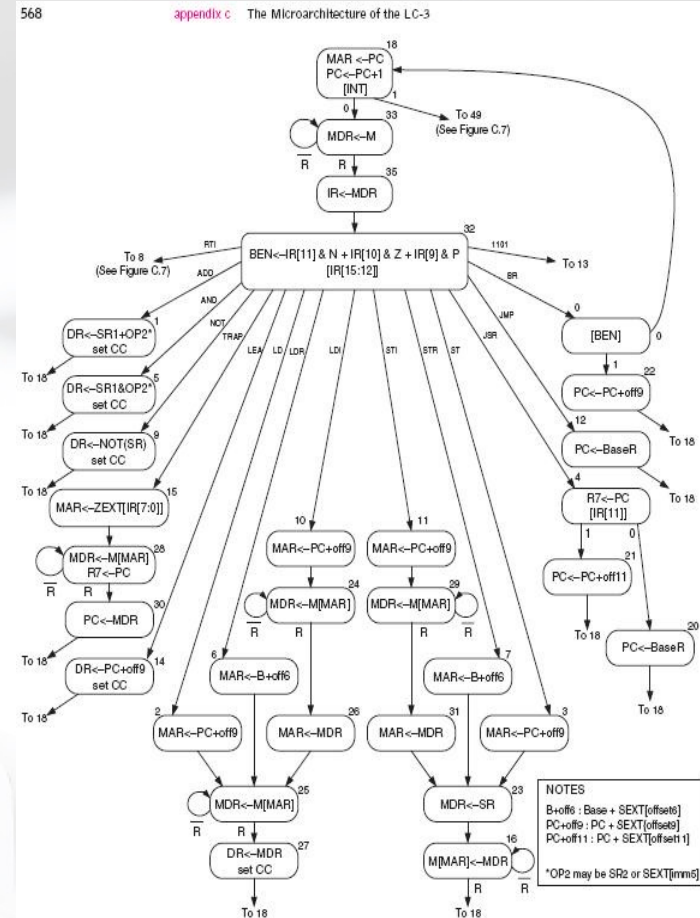 568
appendix c The Microarchitecture of the LC-3
18
MAR <-PC
PC<-PC+1
[INT]
0
1
To 49
(See Figure C.7)
33
MDR<-M
R
R
35
IR<-MDR
32
BEN<-IR[11] & N + IR[10] & Z + IR[9] & P
[IR[15:12]]
RTI
To 8
(See Figure C.7)
1101
To 13
ADD
AND
NOT
TRAP
LEA
LD
LDR
LDI
STI
STR
ST
JSR
JMP
BR
1
DR<-SR1+OP2*
set CC
To 18
5
DR<-SR1&OP2*
set CC
To 18
9
DR<-NOT(SR)
set CC
To 18
15
MAR<-ZEXT[IR[7:0]]
28
MDR<-M[MAR]
R7<-PC
R
R
30
PC<-MDR
To 18
14
DR<-PC+off9
set CC
To 18
0
[BEN]
0
1
22
PC<-PC+off9
To 18
12
PC<-BaseR
To 18
4
R7<-PC
[IR[11]]
1
0
21
PC<-PC+off11
To 18
20
PC<-BaseR
To 18
10
MAR<-PC+off9
11
MAR<-PC+off9
24
MDR<-M[MAR]
R
R
29
MDR<-M[MAR]
R
R
6
MAR<-B+off6
7
MAR<-B+off6
2
MAR<-PC+off9
26
MAR<-MDR
31
MAR<-MDR
3
MAR<-PC+off9
25
MDR<-M[MAR]
R
R
23
MDR<-SR
27
DR<-MDR
set CC
To 18
16
M[MAR]<-MDR
R
R
To 18
NOTES
B+off6 : Base + SEXT[offset6]
PC+off9 : PC + SEXT[offset9]
PC+off11 : PC + SEXT[offset11]
*OP2 may be SR2 or SEXT[imm5]